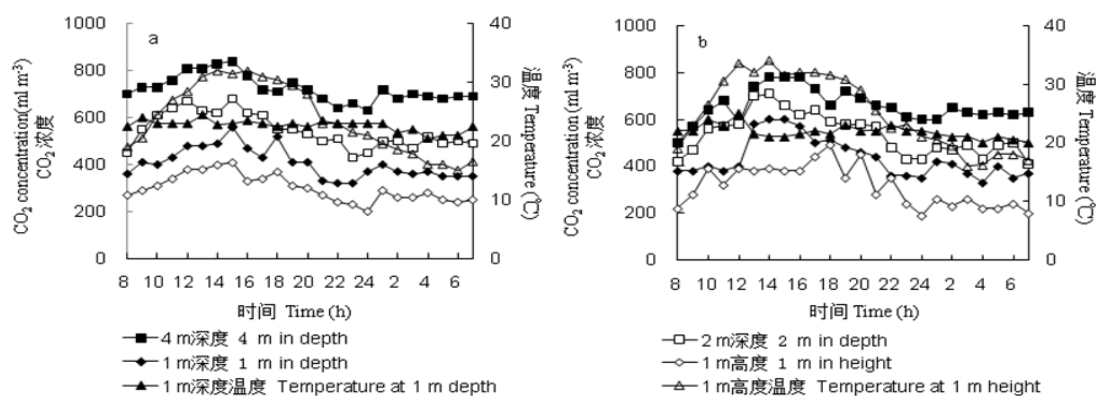 a
1000
800
600
400
200
0
CO₂ concentration(ml m⁻³)
CO₂ 浓度
40
30
20
10
0
温度 Temperature (℃)
8 10 12 14 16 18 20 22 24 2 4 6
时间 Time (h)
b
1000
800
600
400
200
0
CO₂ concentration (ml m⁻³)
CO₂ 浓度
40
30
20
10
0
温度 Temperature (℃)
8 10 12 14 16 18 20 22 24 2 4 6
时间 Time (h)
4 m深度 4 m in depth
1 m深度 1 m in depth
1 m深度温度 Temperature at 1 m depth
2 m深度 2 m in depth
1 m高度 1 m in height
1 m高度温度 Temperature at 1 m height